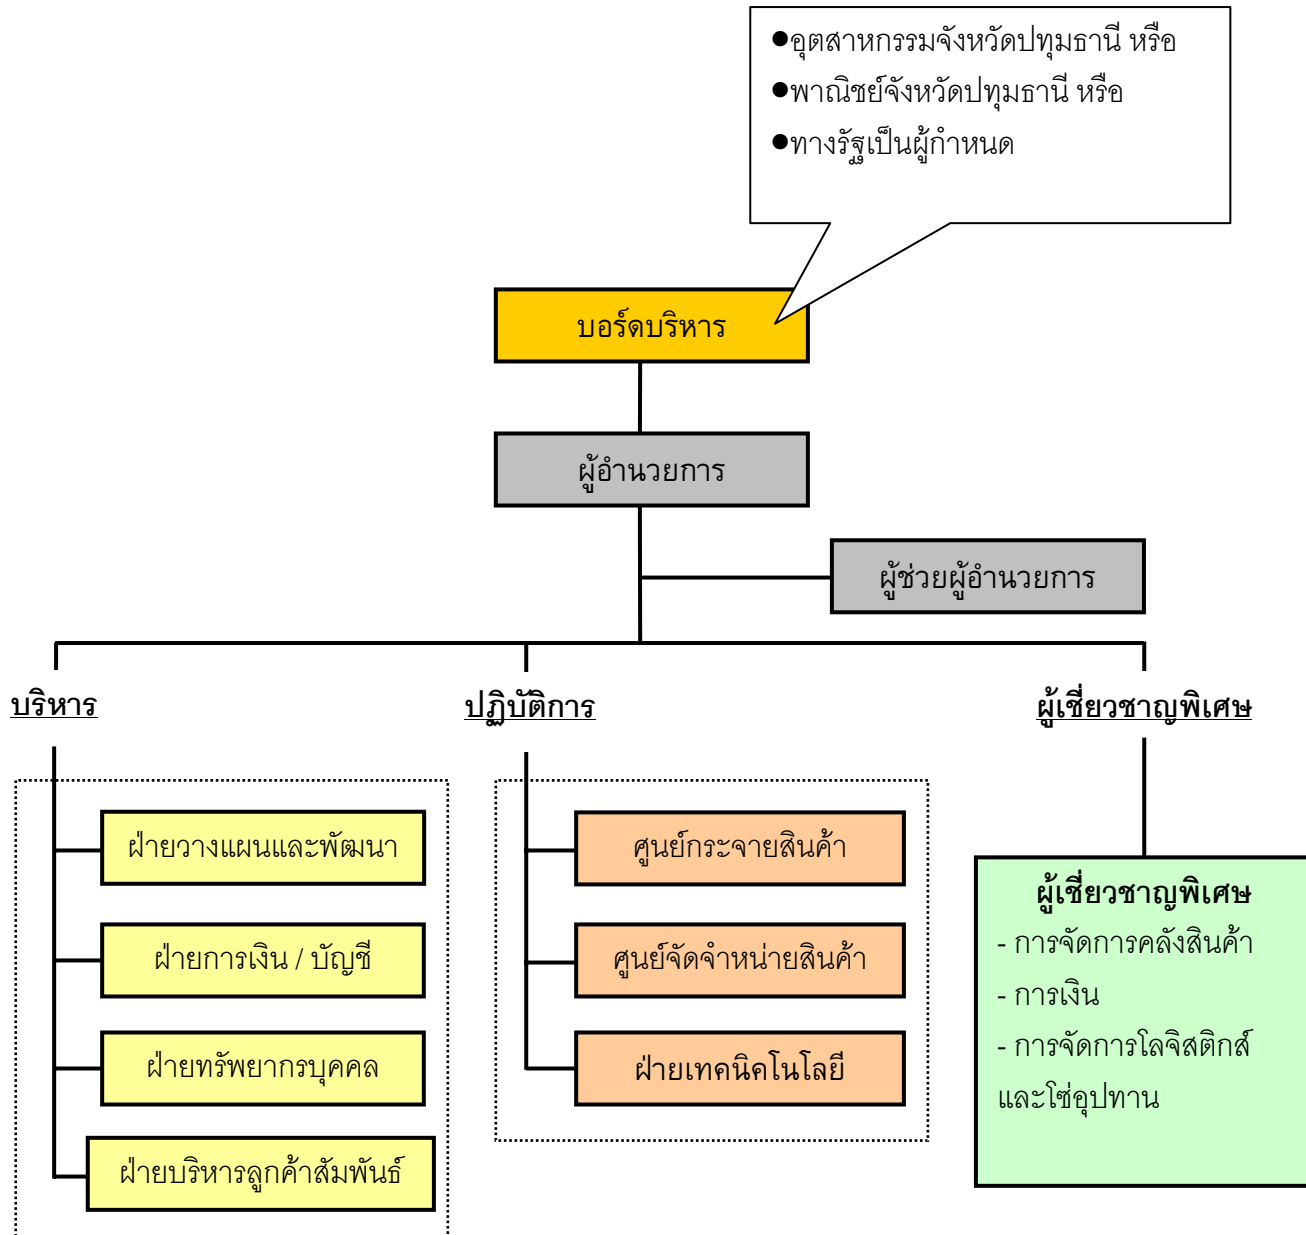 ●อุตสาหกรรมจังหวัดปทุมธานี หรือ
●พาณิชย์จังหวัดปทุมธานี หรือ
●ทางรัฐเป็นผู้กำหนด
บอร์ดบริหาร
ผู้อำนวยการ
ผู้ช่วยผู้อำนวยการ
บริหาร
ปฏิบัติการ
ผู้เชี่ยวชาญพิเศษ
ฝ่ายวางแผนและพัฒนา
ฝ่ายการเงิน / บัญชี
ฝ่ายทรัพยากรบุคคล
ฝ่ายบริหารลูกค้าสัมพันธ์
ศูนย์กระจายสินค้า
ศูนย์จัดจำหน่ายสินค้า
ฝ่ายเทคนิคโนโลยี
ผู้เชี่ยวชาญพิเศษ
- การจัดการคลังสินค้า
- การเงิน
- การจัดการโลจิสติกส์
และโซ่อุปทาน